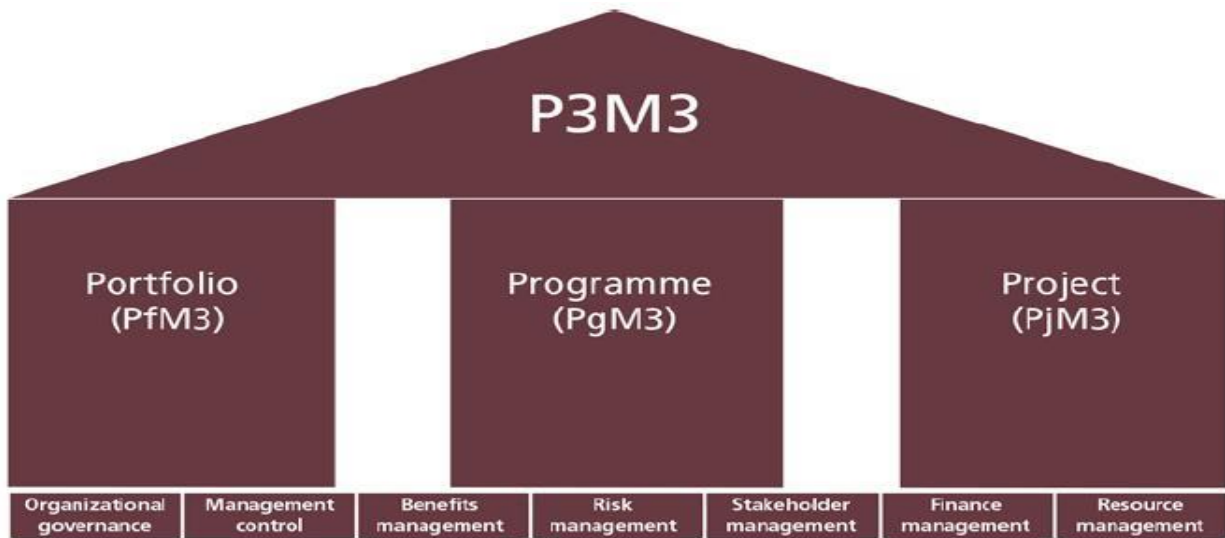 P3M3
Portfolio
(PfM3)
Programme
(PgM3)
Project
(PjM3)
Organizational
governance
Management
control
Benefits
management
Risk
management
Stakeholder
management
Finance
management
Resource
management